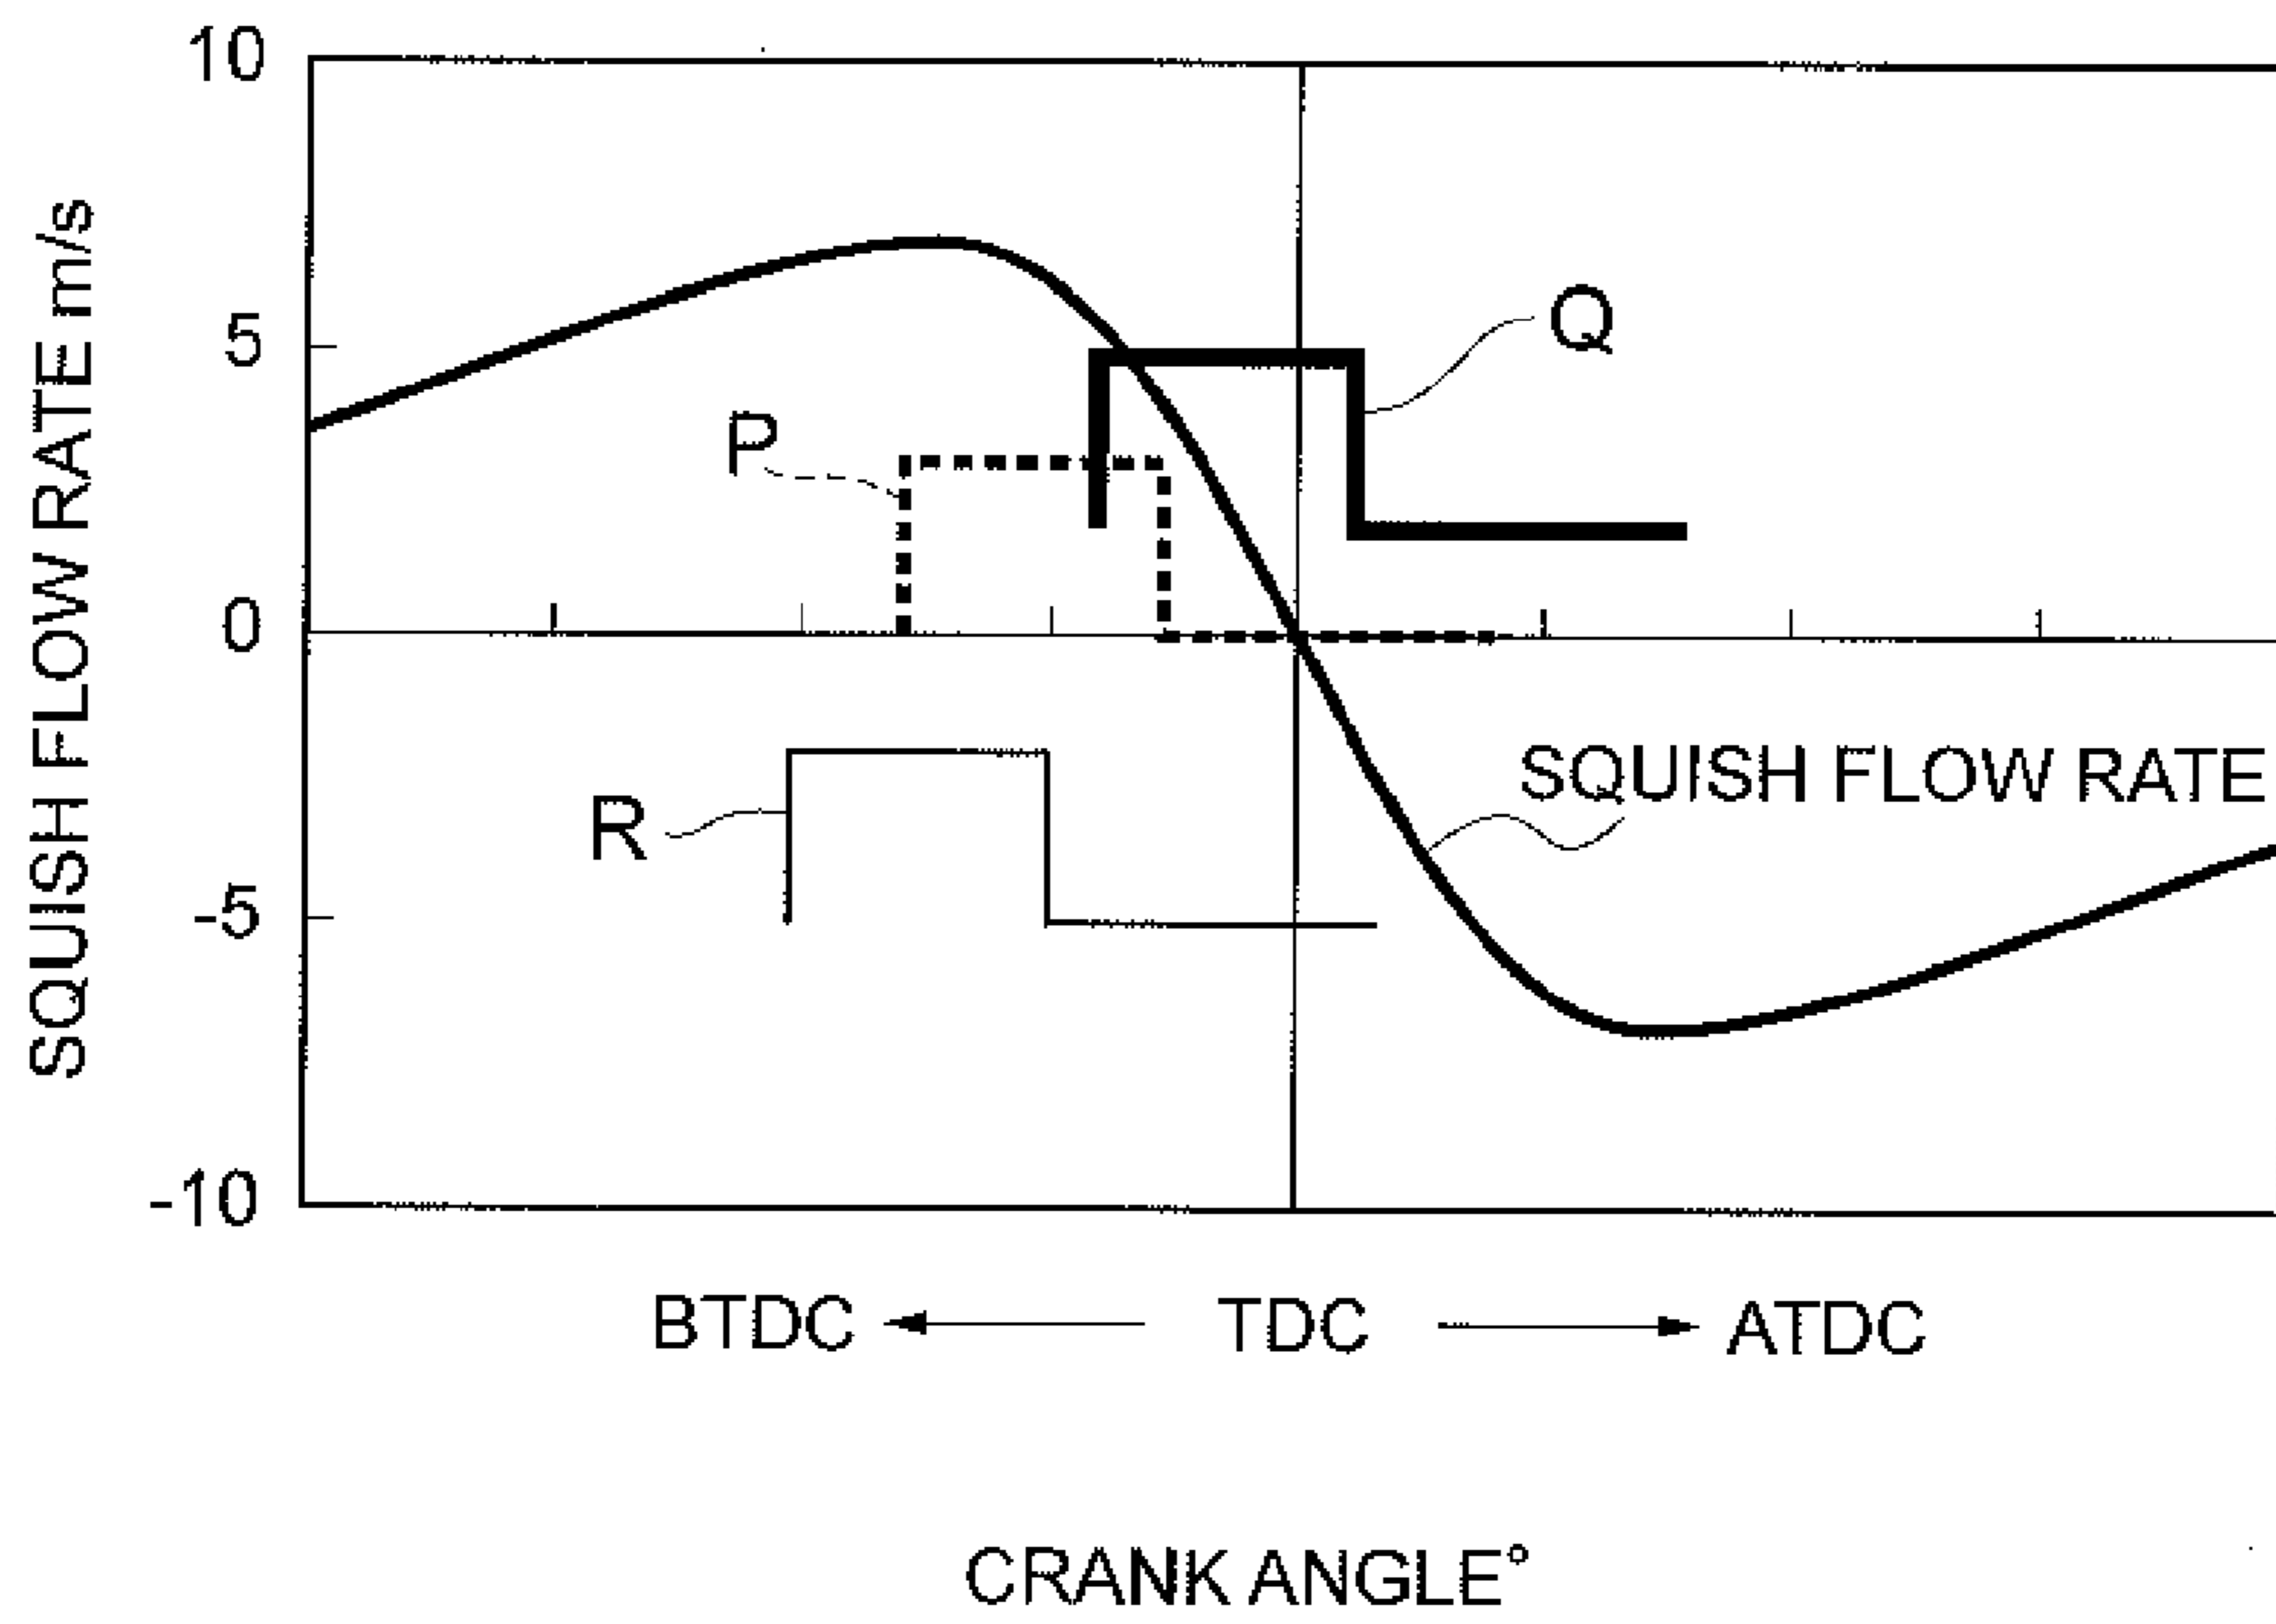 10
5
0
-5
-10
SQUISH FLOW RATE m/s
P
Q
R
SQUISH FLOW RATE
BTDC
TDC
ATDC
CRANK ANGLE°